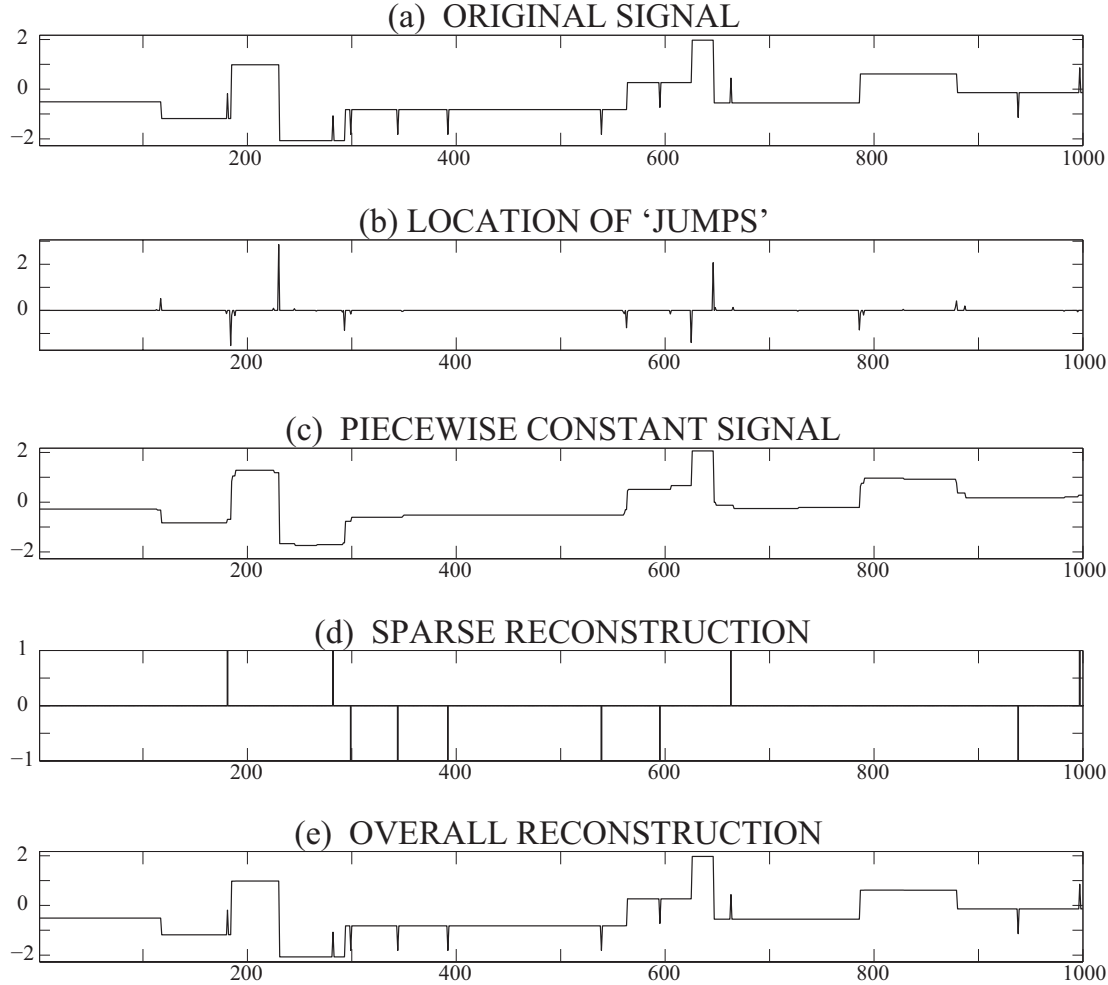 (a) ORIGINAL SIGNAL
2
0
−2
200 400 600 800 1000
(b) LOCATION OF ‘JUMPS’
2
0
200 400 600 800 1000
(c) PIECEWISE CONSTANT SIGNAL
2
0
−2
200 400 600 800 1000
(d) SPARSE RECONSTRUCTION
1
0
−1
200 400 600 800 1000
(e) OVERALL RECONSTRUCTION
2
0
−2
200 400 600 800 1000